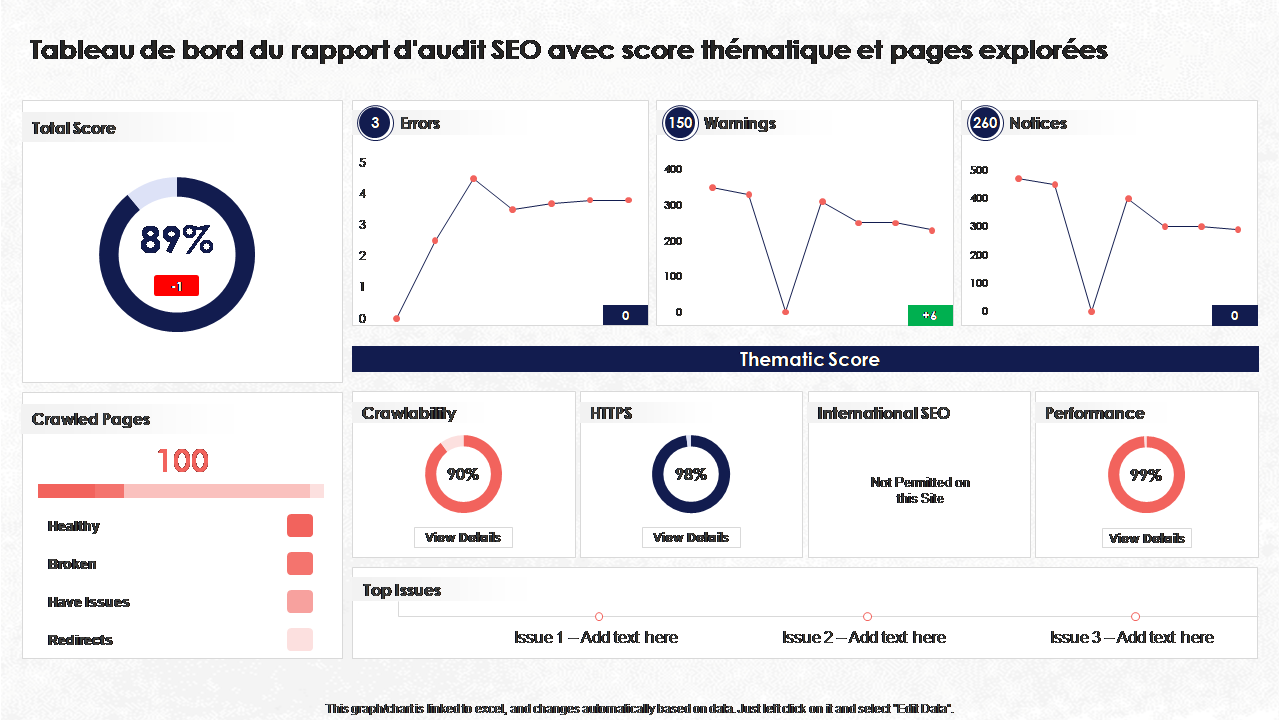 Tableau de bord du rapport d'audit SEO avec score thématique et pages explorées
Total Score
89%
-1
3 Errors
5
4
3
2
1
0
0
150 Warnings
400
300
200
100
0
+6
260 Notices
500
400
300
200
100
0
0
Thematic Score
Crawled Pages
100
Healthy
Broken
Have Issues
Redirects
Crawlability
90%
View Details
HTTPS
98%
View Details
International SEO
Not Permitted on
this Site
Performance
99%
View Details
Top Issues
Issue 1 – Add text here
Issue 2 – Add text here
Issue 3 – Add text here
This graph/chart is linked to excel, and changes automatically based on data. Just left click on it and select "Edit Data".